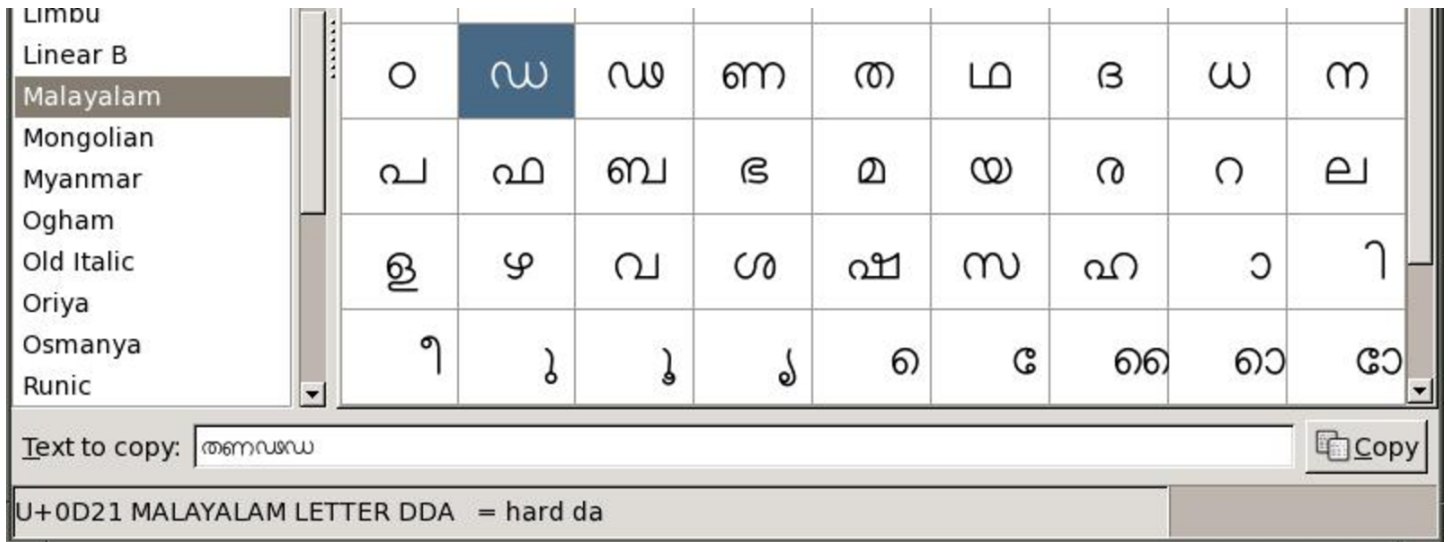 Limbu
Linear B
Malayalam
Mongolian
Myanmar
Ogham
Old Italic
Oriya
Osmanya
Runic
ഠ ഡ ഢ ണ ത ഥ ദ ധ ന
പ ഫ ബ ഭ മ യ ര റ ല
ള ഴ വ ശ ഷ സ ഹ ാ ി
ീ ു ൂ ൃ െ േ ൈ ൊ ോ
Text to copy: തണഢഡ
Copy
U+0D21 MALAYALAM LETTER DDA = hard da